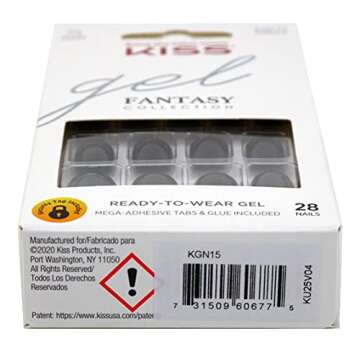 KISS
gel
FANTASY
COLLECTION
READY-TO-WEAR GEL
MEGA-ADHESIVE TABS & GLUE INCLUDED
28
NAILS
Manufactured for/Fabricado para
©2020 Kiss Products, Inc.
Port Washington, NY 11050
All Rights Reserved/
Todos Los Derechos
Reservados
KGN15
7 31509 60677 5
KU25V04
Patent: https://www.kissusa.com/pater